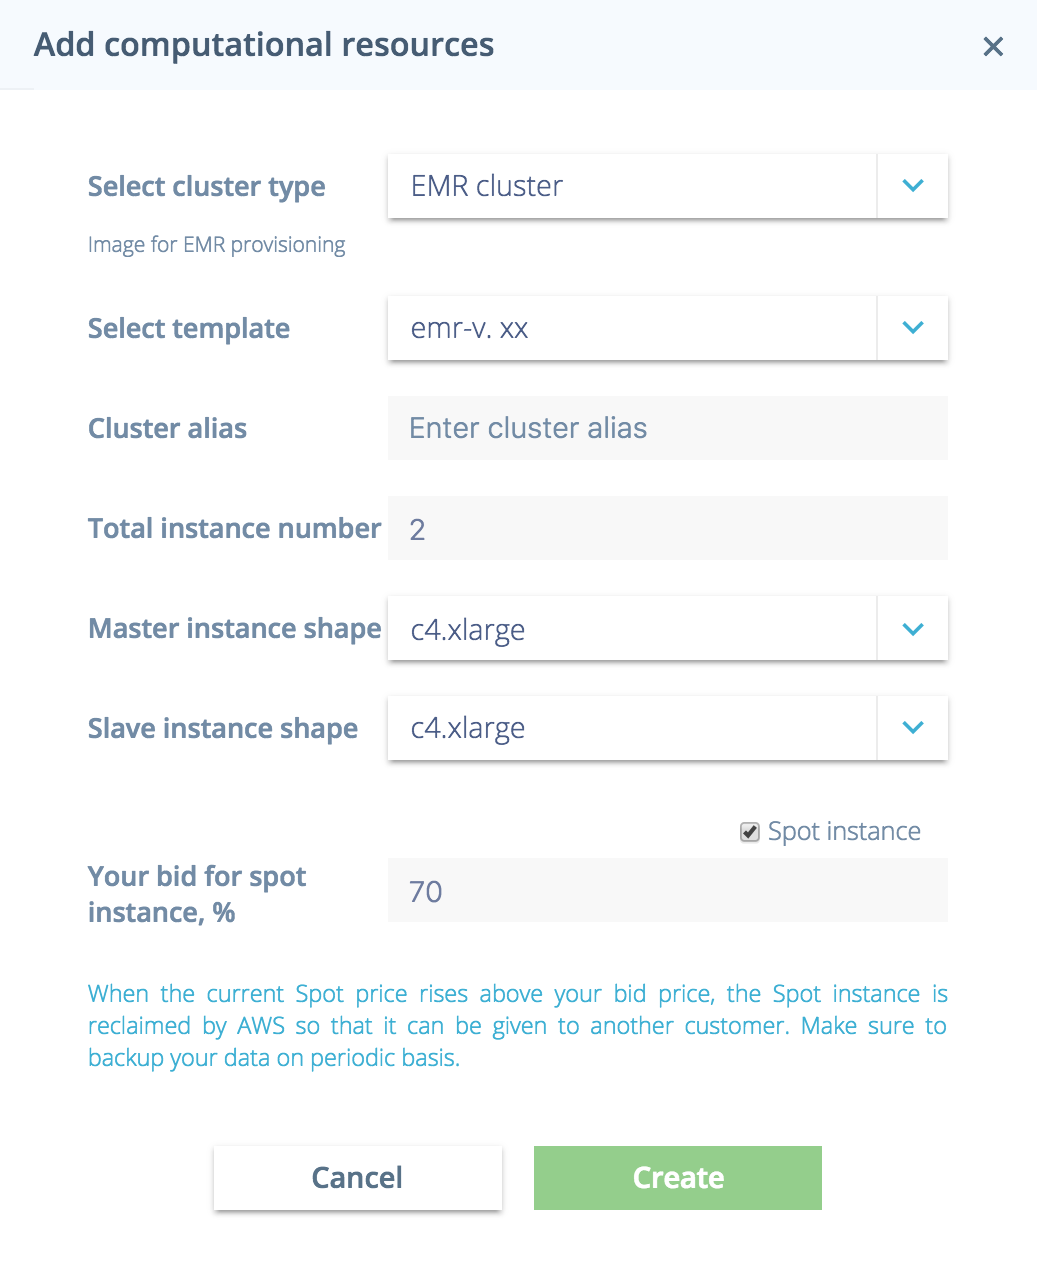 Add computational resources
Select cluster type
EMR cluster
Image for EMR provisioning
Select template
emr-v. xx
Cluster alias
Enter cluster alias
Total instance number
2
Master instance shape
c4.xlarge
Slave instance shape
c4.xlarge
Spot instance
Your bid for spot
instance, %
70
When the current Spot price rises above your bid price, the Spot instance is
reclaimed by AWS so that it can be given to another customer. Make sure to
backup your data on periodic basis.
Cancel
Create